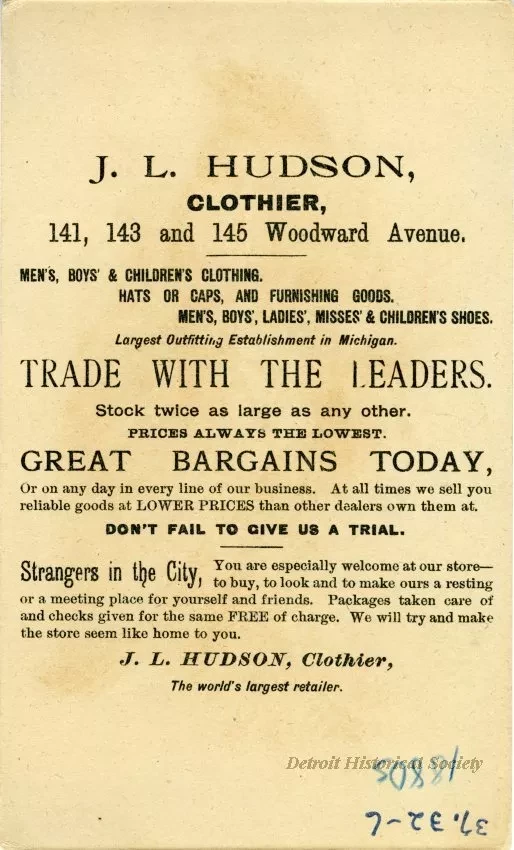 J. L. HUDSON,
CLOTHIER,
141, 143 and 145 Woodward Avenue.
MEN'S, BOYS' & CHILDREN'S CLOTHING.
HATS OR CAPS, AND FURNISHING GOODS.
MEN'S, BOYS', LADIES', MISSES' & CHILDREN'S SHOES.
Largest Outfitting Establishment in Michigan.
TRADE WITH THE LEADERS.
Stock twice as large as any other.
PRICES ALWAYS THE LOWEST.
GREAT BARGAINS TODAY,
Or on any day in every line of our business. At all times we sell you
reliable goods at LOWER PRICES than other dealers own them at.
DON'T FAIL TO GIVE US A TRIAL.
Strangers in the City, You are especially welcome at our store—
to buy, to look and to make ours a resting
or a meeting place for yourself and friends. Packages taken care of
and checks given for the same FREE of charge. We will try and make
the store seem like home to you.
J. L. HUDSON, Clothier,
The world's largest retailer.
Detroit Historical Society
1880s
37.32-6